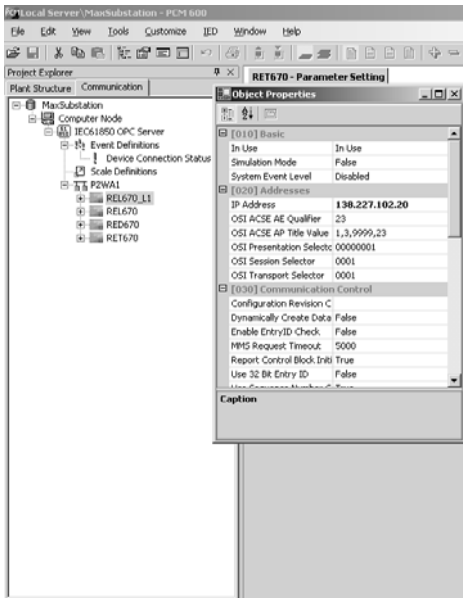 Local Server\MaxSubstation - PCM 600
File Edit View Tools Customize IED Window Help
Project Explorer
Plant Structure Communication
MaxSubstation
Computer Node
IEC61850 OPC Server
Event Definitions
Device Connection Status
Scale Definitions
P2WA1
REL670_L1
REL670
RED670
RET670
RET670 - Parameter Setting
Object Properties
[010] Basic
In Use In Use
Simulation Mode False
System Event Level Disabled
[020] Addresses
IP Address 138.227.102.20
OSI ACSE AE Qualifier 23
OSI ACSE AP Title Value 1,3,9999,23
OSI Presentation Selecto 00000001
OSI Session Selector 0001
OSI Transport Selector 0001
[030] Communication Control
Configuration Revision C
Dynamically Create Data False
Enable EntryID Check False
MMS Request Timeout 5000
Report Control Block Initi True
Use 32 Bit Entry ID False
Use Sequence Number C True
Caption